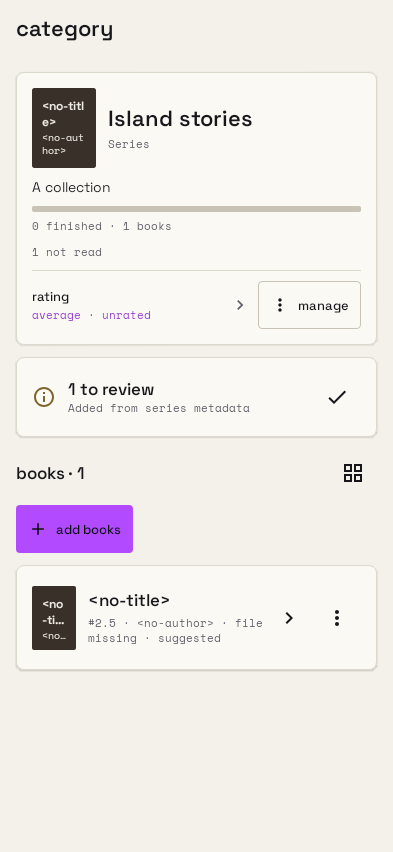 category
<no-titl
e>
<no-aut
hor>
Island stories
Series
A collection
0 finished · 1 books
1 not read
rating
average · unrated
manage
1 to review
Added from series metadata
books · 1
add books
<no
-ti...
<no…
<no-title>
#2.5 · <no-author> · file
missing · suggested